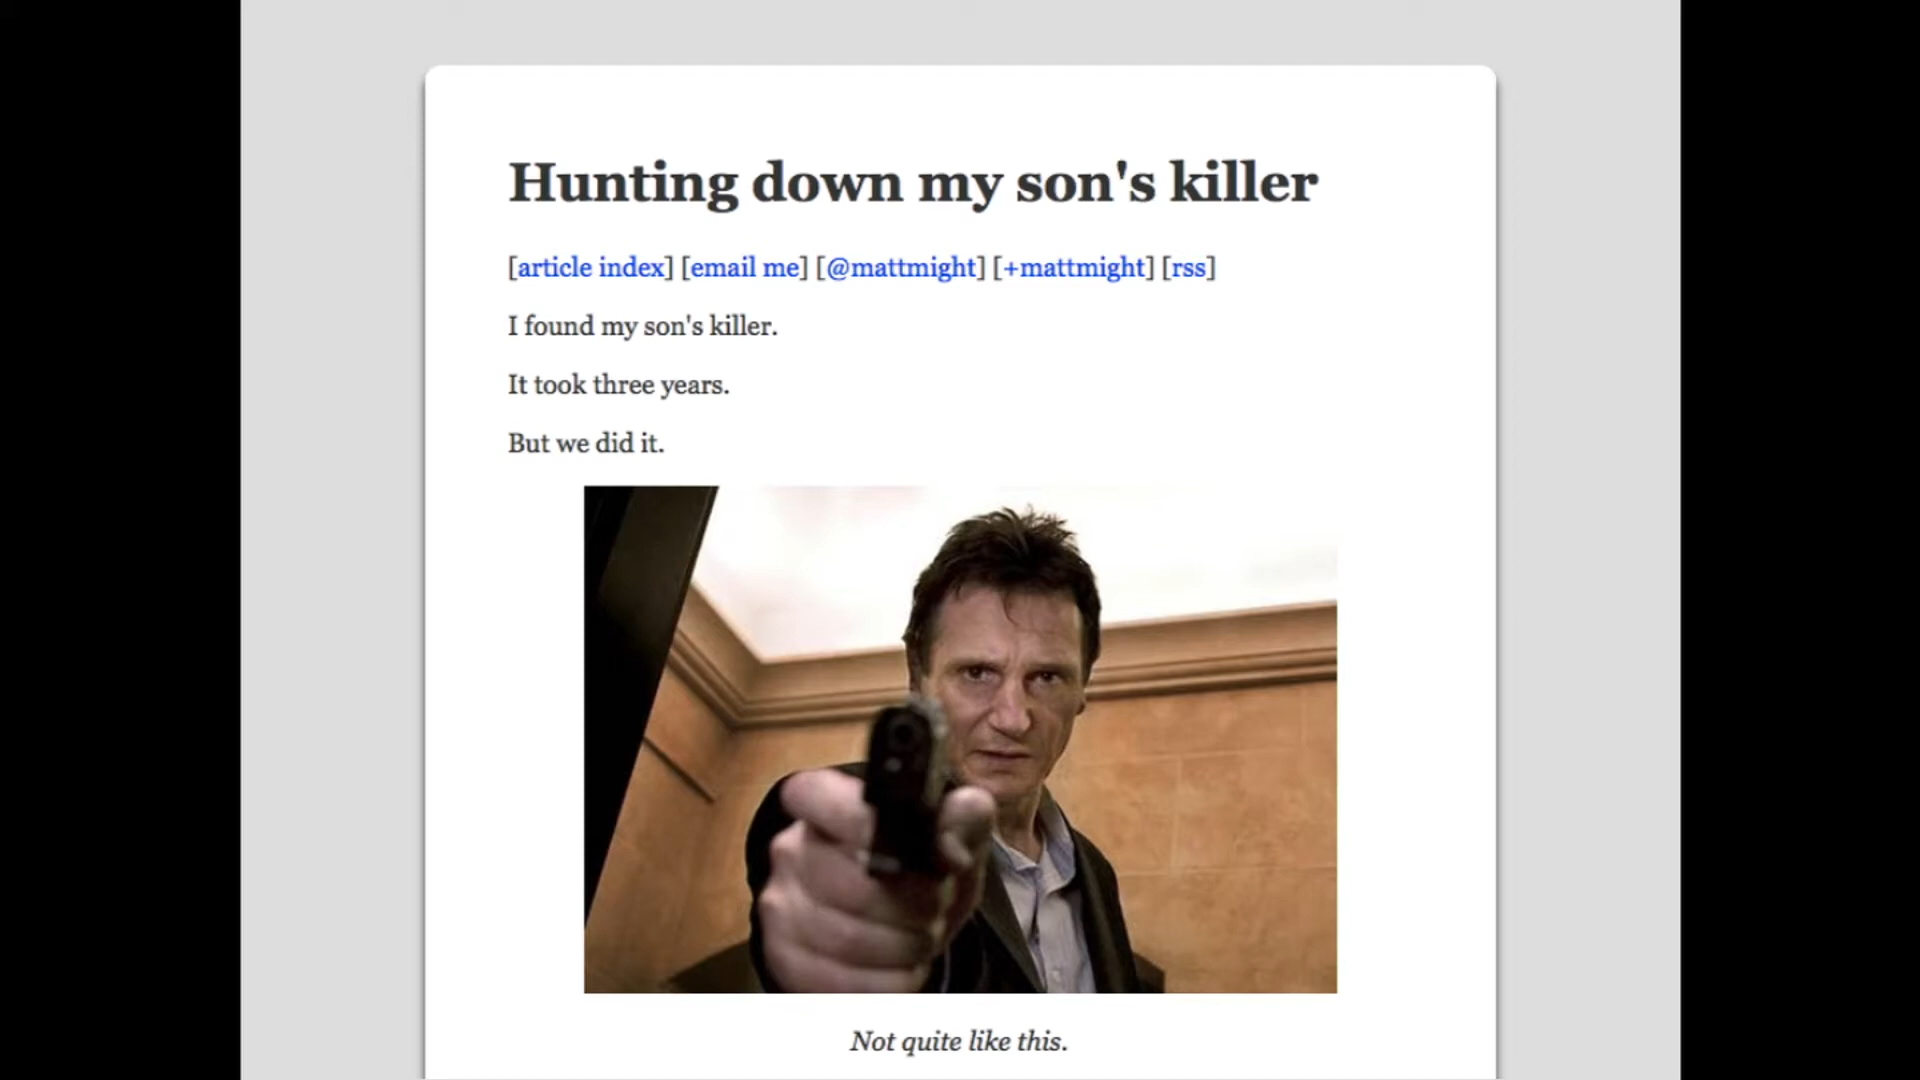 Hunting down my son's killer
[article index] [email me] [@mattmight] [+mattmight] [rss]
I found my son's killer.
It took three years.
But we did it.
Not quite like this.